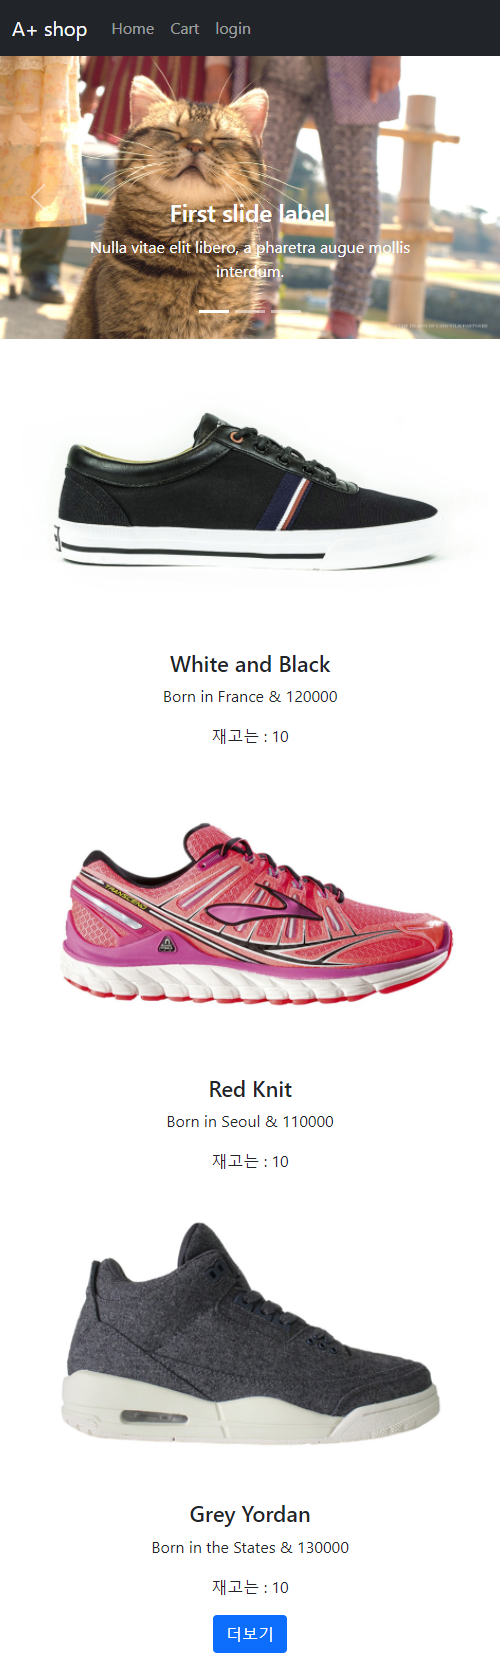 A+ shop Home Cart login
First slide label
Nulla vitae elit libero, a pharetra augue mollis
interdum.
White and Black
Born in France & 120000
재고는 : 10
TRANSCEND
Red Knit
Born in Seoul & 110000
재고는 : 10
Grey Yordan
Born in the States & 130000
재고는 : 10
더보기